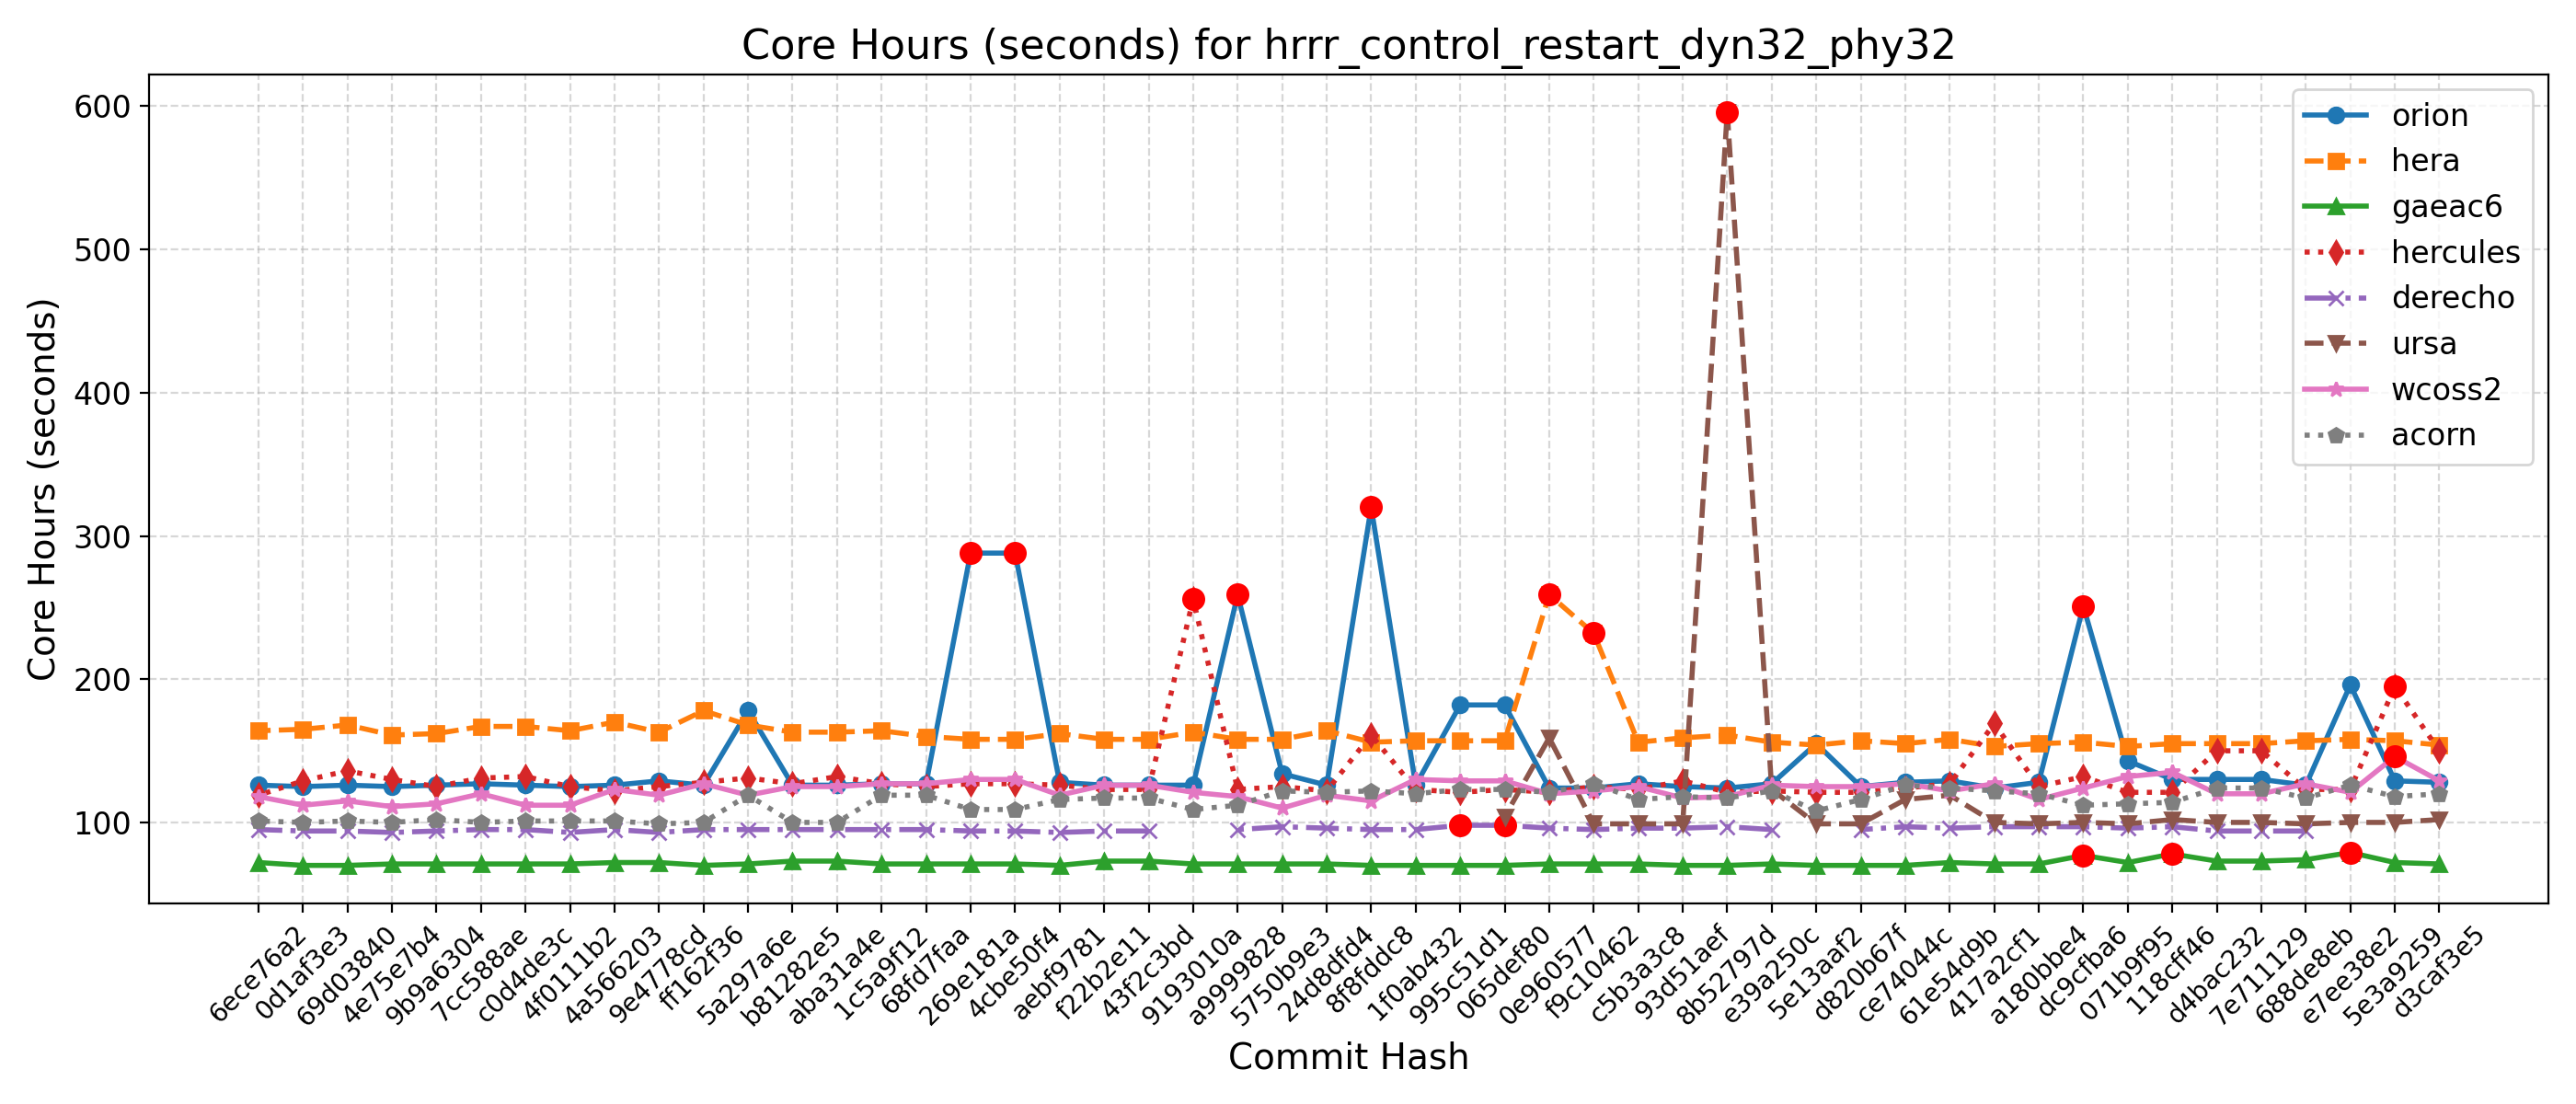 Core Hours (seconds) for hrrr_control_restart_dyn32_phy32
Core Hours (seconds)
600
500
400
300
200
100
orion
hera
gaeac6
hercules
derecho
ursa
wcoss2
acorn
6ece76a2
0d1af3e3
69d03840
4e75e7b4
9b9a6304
7cc588ae
c0d4de3c
4f0111b2
4a566203
9e4778cd
ff162f36
5a297a6e
b81282e5
aba31a4e
1c5a9f12
68fd7faa
269e181a
4cbe50f4
aebf9781
f22b2e11
43f2c3bd
9193010a
a9999828
5750b9e3
24d8dfd4
8f8fddc8
1f0ab432
995c51d1
065def80
0e960577
f9c10462
c5b3a3c8
93d51aef
8b52797d
e39a250c
5e13aaf2
d820b67f
ce74044c
61e54d9b
417a2cf1
a180bbe4
dc9cfba6
071b9f95
118cff46
d4bac232
7e711129
688de8eb
e7ee38e2
5e3a9259
d3caf3e5
Commit Hash